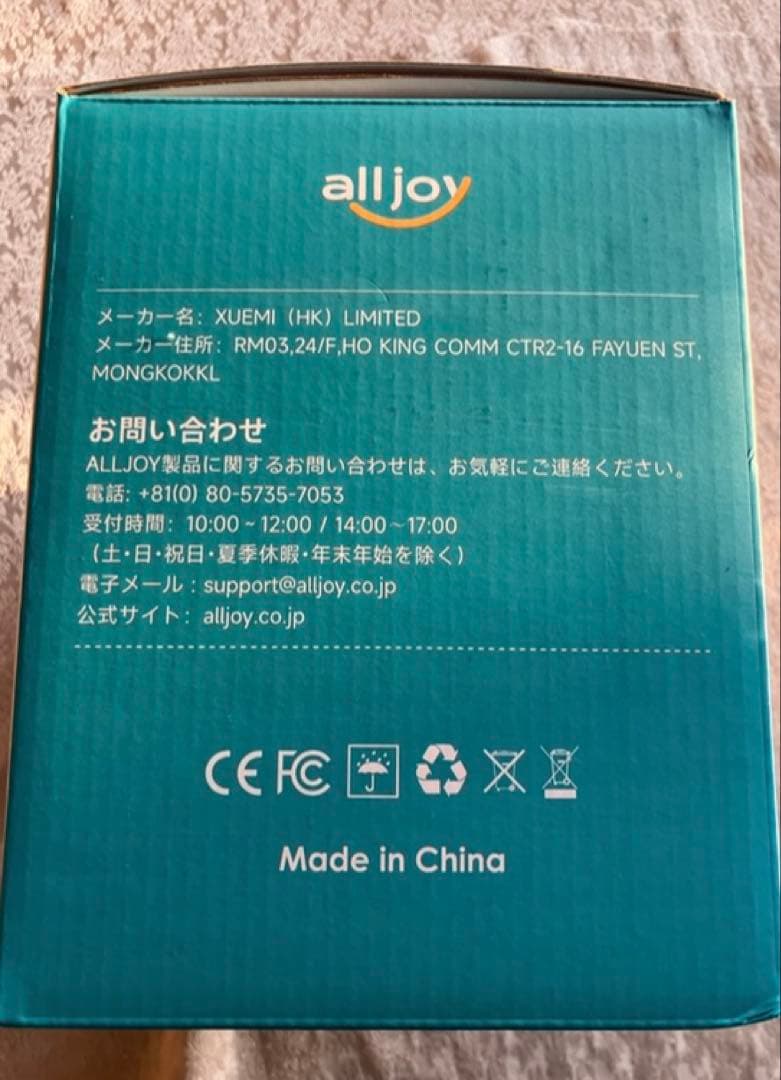 all joy
メーカー名: XUEMI (HK) LIMITED
メーカー住所: RM03,24/F,HO KING COMM CTR2-16 FAYUEN ST,
MONGKOKKL
お問い合わせ
ALLJOY製品に関するお問い合わせは、お気軽にご連絡ください。
電話: +81(0) 80-5735-7053
受付時間: 10:00 ~ 12:00 / 14:00~17:00
(土・日・祝日・夏季休暇・年末年始を除く)
電子メール : support@alljoy.co.jp
公式サイト: alljoy.co.jp
CE FC
Made in China